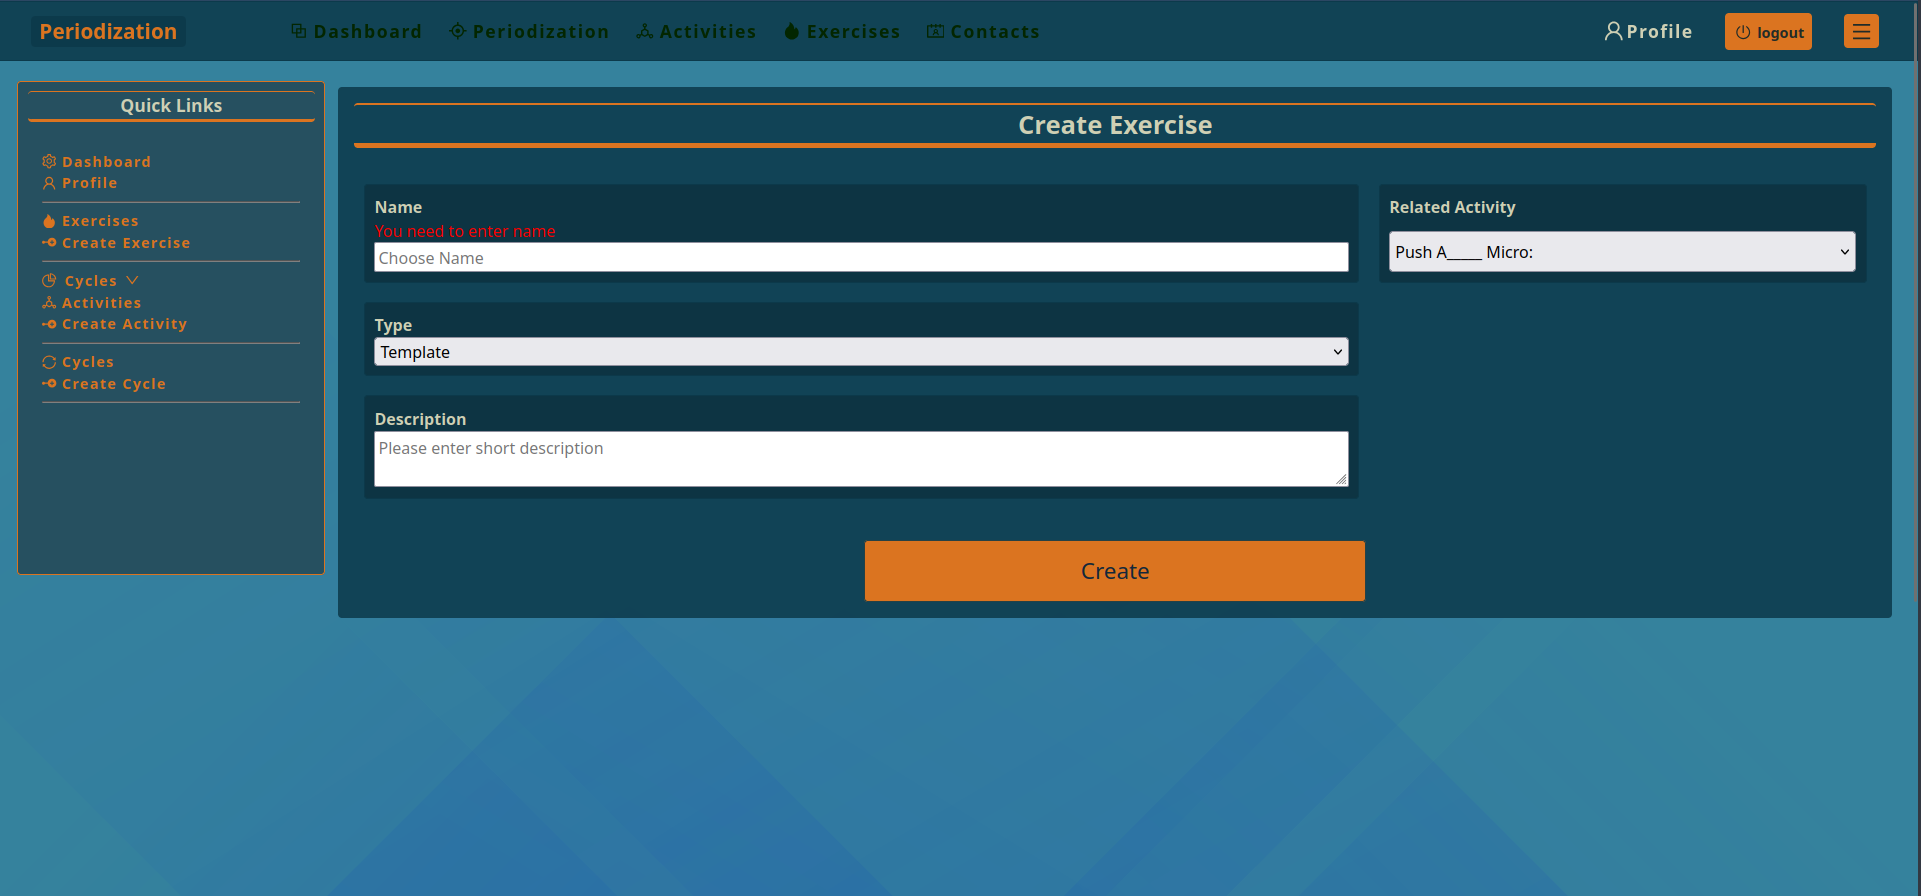 Periodization
Dashboard
Periodization
Activities
Exercises
Contacts
Profile
logout
Quick Links
Dashboard
Profile
Exercises
Create Exercise
Cycles
Activities
Create Activity
Cycles
Create Cycle
Create Exercise
Name
You need to enter name
Choose Name
Related Activity
Push A_____ Micro:
Type
Template
Description
Please enter short description
Create